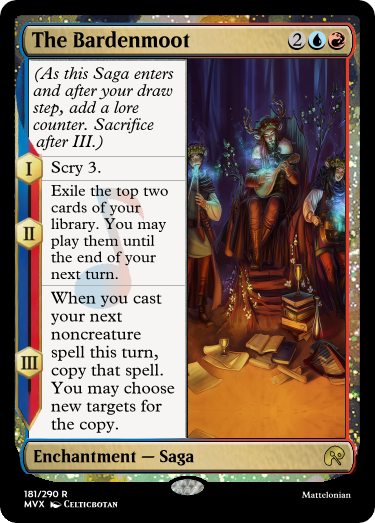 The Bardenmoot 2
(As this Saga enters
and after your draw
step, add a lore
counter. Sacrifice
after III.)
I Scry 3.
Exile the top two
cards of your
II library. You may
play them until
the end of your
next turn.
When you cast
your next
noncreature
spell this turn,
III copy that spell.
You may choose
new targets for
the copy.
Enchantment — Saga
181/290 R
MVX Celticbotan
Mattelonian